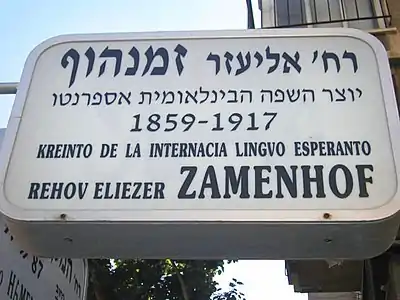 רח׳ אליעזר זמנהוף
יוצר השפה הבינלאומית אספרנטו
1859-1917
KREINTO DE LA INTERNACIA LINGVO ESPERANTO
REHOV ELIEZER ZAMENHOF